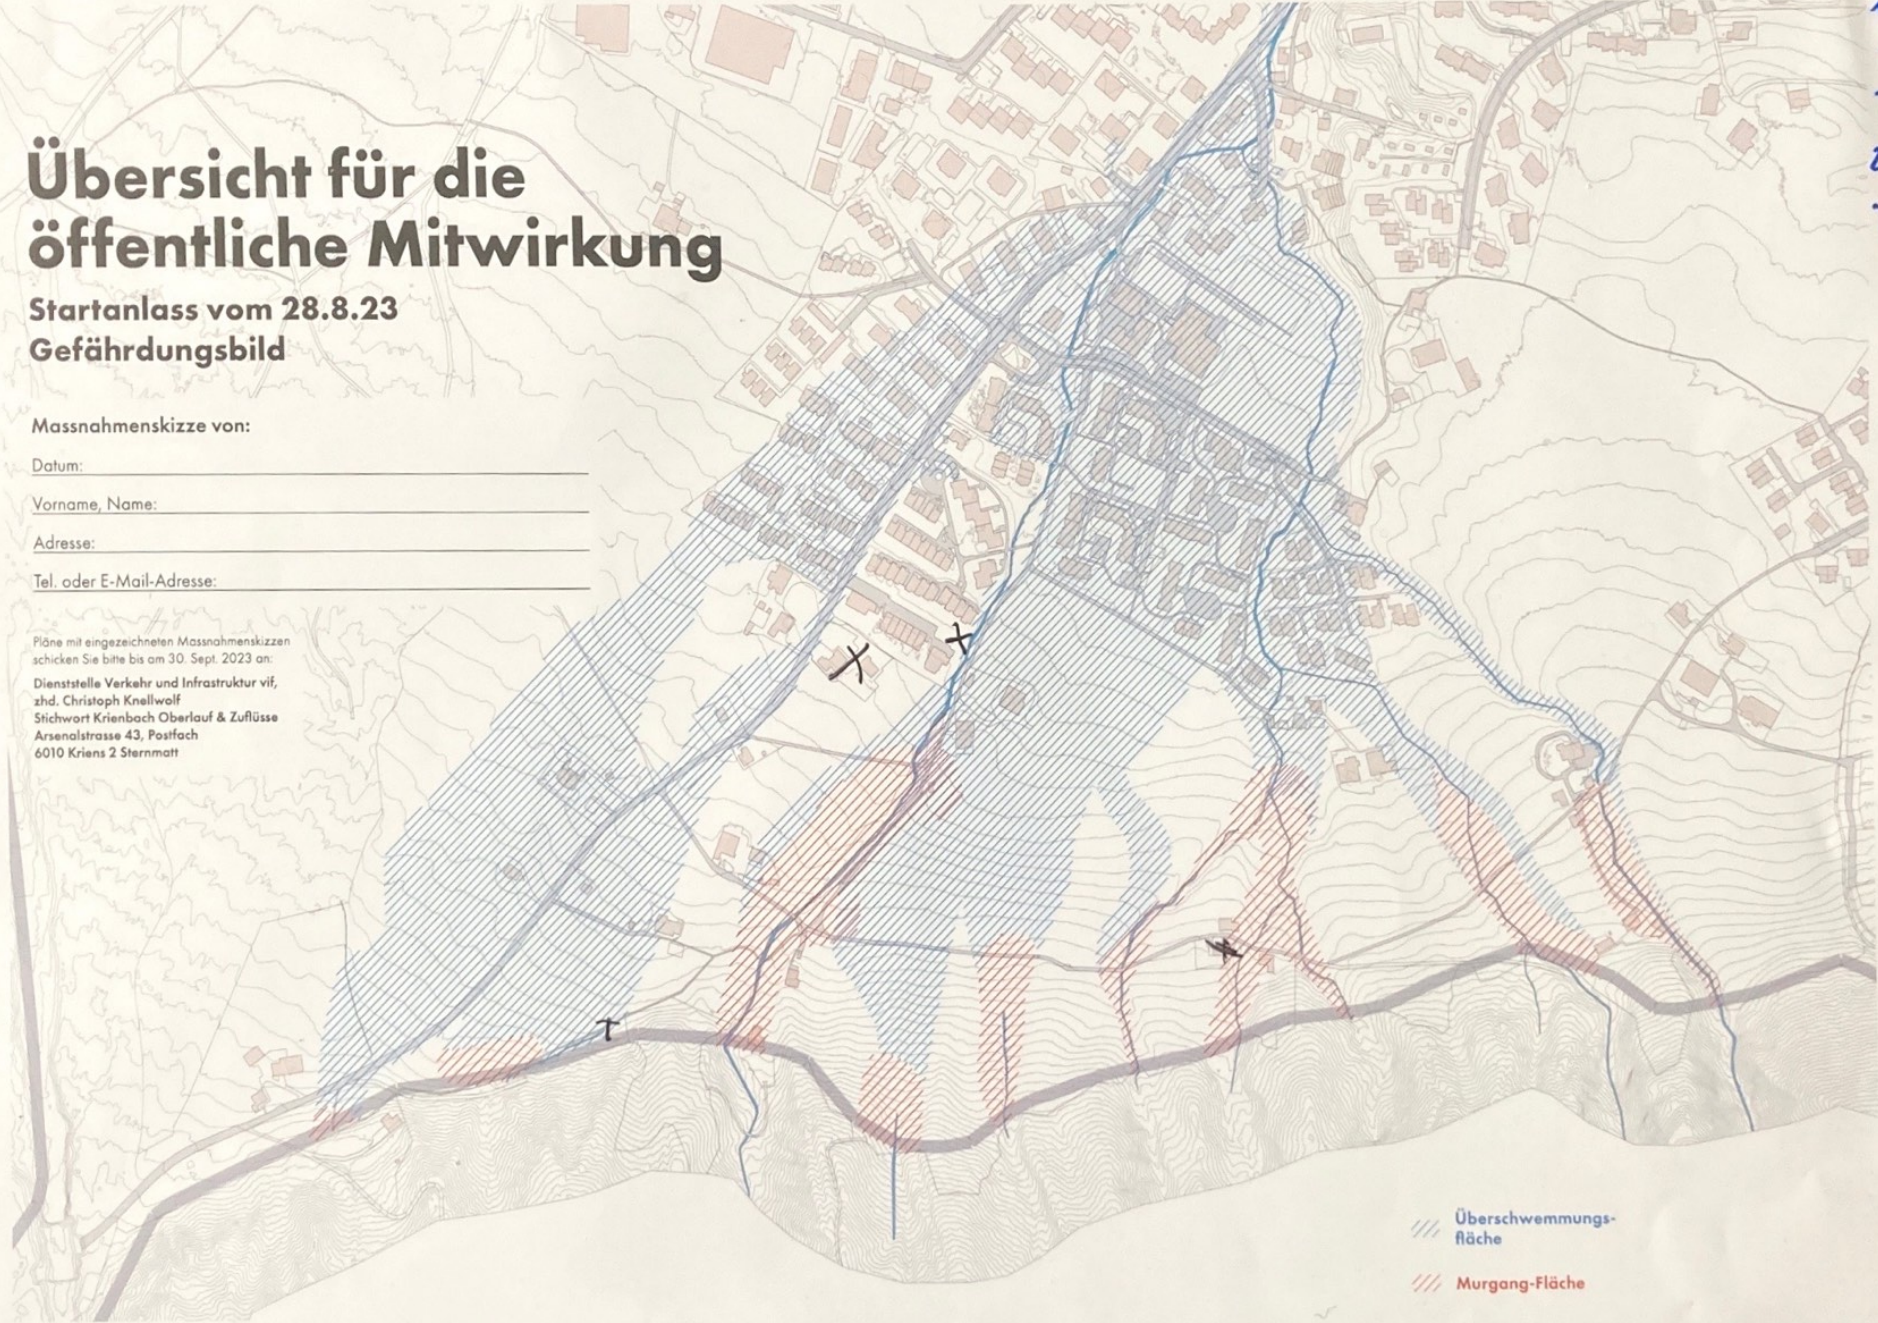 Übersicht für die
öffentliche Mitwirkung
Startanlass vom 28.8.23
Gefährdungsbild
Massnahmenskizze von:
Datum:
Vorname, Name:
Adresse:
Tel. oder E-Mail-Adresse:
Pläne mit eingezeichneten Massnahmenskizzen
schicken Sie bitte bis am 30. Sept. 2023 an:
Dienststelle Verkehr und Infrastruktur vif,
zhd. Christoph Knellwolf
Stichwort Krienbach Oberlauf & Zuflüsse
Arsenalstrasse 43, Postfach
6010 Kriens 2 Sternmatt
Überschwemmungs-
fläche
Murgang-Fläche